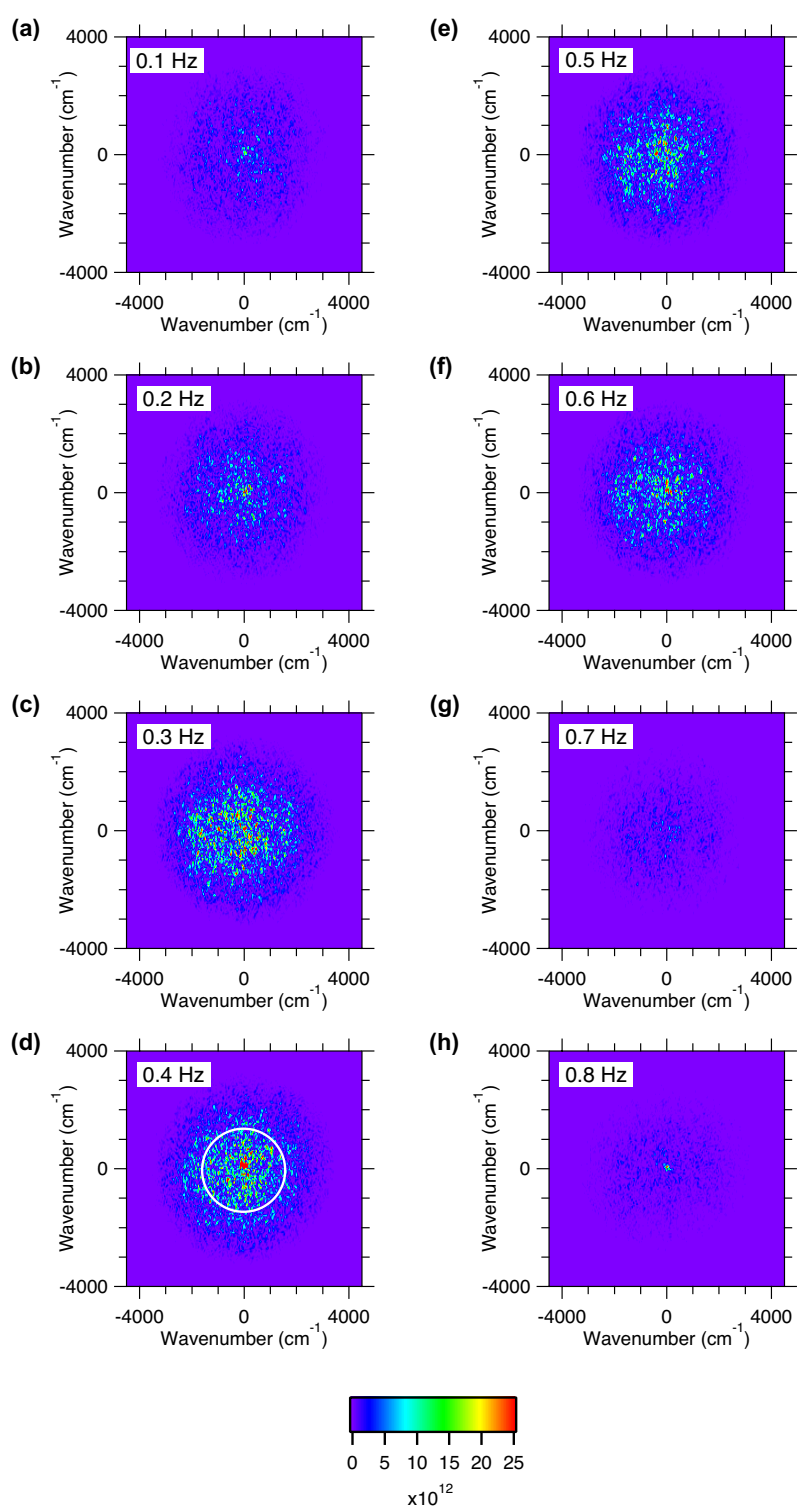 (a)
4000
0.1 Hz
Wavenumber (cm-1)
0
-4000
-4000 0 4000
Wavenumber (cm-1)
(b)
4000
0.2 Hz
Wavenumber (cm-1)
0
-4000
-4000 0 4000
Wavenumber (cm-1)
(c)
4000
0.3 Hz
Wavenumber (cm-1)
0
-4000
-4000 0 4000
Wavenumber (cm-1)
(d)
4000
0.4 Hz
Wavenumber (cm-1)
0
-4000
-4000 0 4000
Wavenumber (cm-1)
(e)
4000
0.5 Hz
Wavenumber (cm-1)
0
-4000
-4000 0 4000
Wavenumber (cm-1)
(f)
4000
0.6 Hz
Wavenumber (cm-1)
0
-4000
-4000 0 4000
Wavenumber (cm-1)
(g)
4000
0.7 Hz
Wavenumber (cm-1)
0
-4000
-4000 0 4000
Wavenumber (cm-1)
(h)
4000
0.8 Hz
Wavenumber (cm-1)
0
-4000
-4000 0 4000
Wavenumber (cm-1)
0 5 10 15 20 25
x10¹²